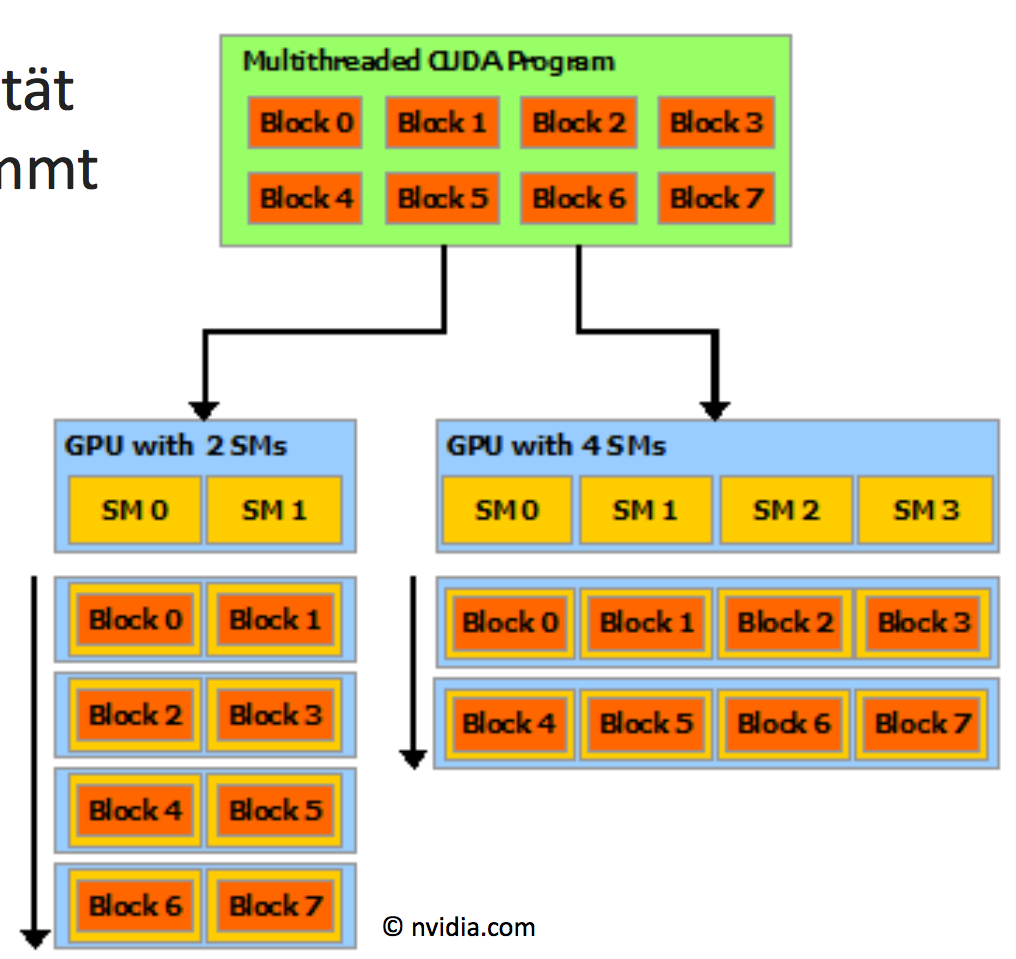 tät
mmt
Multithreaded CUDA Program
Block 0 Block 1 Block 2 Block 3
Block 4 Block 5 Block 6 Block 7
GPU with 2 SMs
SM 0 SM 1
Block 0 Block 1
Block 2 Block 3
Block 4 Block 5
Block 6 Block 7
GPU with 4 SMs
SM 0 SM 1 SM 2 SM 3
Block 0 Block 1 Block 2 Block 3
Block 4 Block 5 Block 6 Block 7
© nvidia.com